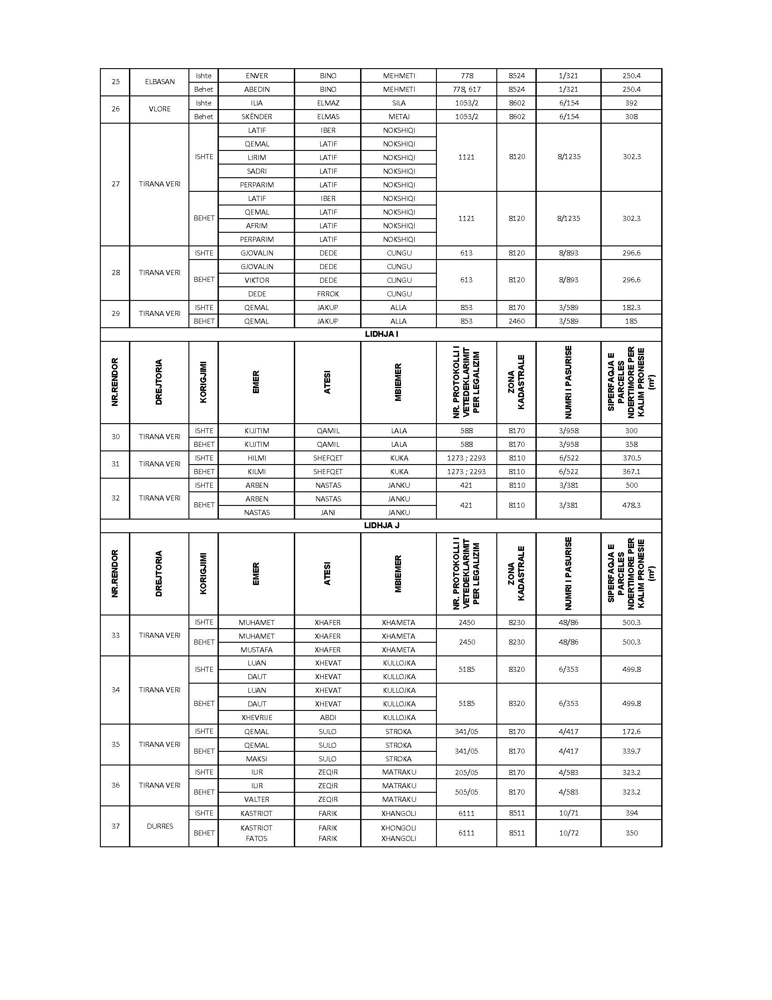 25 ELBASAN Ishte ENVER BINO MEHMETI 778 8524 1/321 250.4
Behet ABEDIN BINO MEHMETI 778, 617 8524 1/321 250.4
26 VLORE Ishte ILIA ELMAZ SILA 1053/2 8602 6/154 392
Behet SKËNDER ELMAS METAJ 1053/2 8602 6/154 308
27 TIRANA VERI ISHTE LATIF IBER NOKSHIQI 1121 8120 8/1235 302.3
QEMAL LATIF NOKSHIQI
LIRIM LATIF NOKSHIQI
SADRI LATIF NOKSHIQI
PERPARIM LATIF NOKSHIQI
BEHET LATIF IBER NOKSHIQI 1121 8120 8/1235 302.3
QEMAL LATIF NOKSHIQI
AFRIM LATIF NOKSHIQI
PERPARIM LATIF NOKSHIQI
28 TIRANA VERI ISHTE GJOVALIN DEDE CUNGU 613 8120 8/893 296.6
BEHET GJOVALIN DEDE CUNGU 613 8120 8/893 296.6
VIKTOR DEDE CUNGU
DEDE FRROK CUNGU
29 TIRANA VERI ISHTE QEMAL JAKUP ALLA 853 8170 3/589 182.3
BEHET QEMAL JAKUP ALLA 853 2460 3/589 185
LIDHJA I
NR.RENDOR
DREJTORIA
KORIGJIMI
EMER
ATESI
MBIEMER
NR. PROTOKOLLI I
VETEDEKLARIMIT
PER LEGALIZIM
ZONA
KADASTRALE
NUMRI I PASURISE
SIPERFAQJA E
PARCELES
NDERTIMORE PER
KALIM PRONESIE
(m²)
30 TIRANA VERI ISHTE KUJTIM QAMIL LALA 588 8170 3/958 300
BEHET KUJTIM QAMIL LALA 588 8170 3/958 358
31 TIRANA VERI ISHTE HILMI SHEFQET KUKA 1273 ; 2293 8110 6/522 370.5
BEHET KILMI SHEFQET KUKA 1273 ; 2293 8110 6/522 367.1
32 TIRANA VERI ISHTE ARBEN NASTAS JANKU 421 8110 3/381 500
BEHET ARBEN NASTAS JANKU 421 8110 3/381 478.3
NASTAS JANI JANKU
LIDHJA J
NR.RENDOR
DREJTORIA
KORIGJIMI
EMER
ATESI
MBIEMER
NR. PROTOKOLLI I
VETEDEKLARIMIT
PER LEGALIZIM
ZONA
KADASTRALE
NUMRI I PASURISE
SIPERFAQJA E
PARCELES
NDERTIMORE PER
KALIM PRONESIE
(m²)
33 TIRANA VERI ISHTE MUHAMET XHAFER XHAMETA 2450 8230 48/86 500.3
BEHET MUHAMET XHAFER XHAMETA 2450 8230 48/86 500.3
MUSTAFA XHAFER XHAMETA
34 TIRANA VERI ISHTE LUAN XHEVAT KULLOJKA 5185 8320 6/353 499.8
DAUT XHEVAT KULLOJKA
BEHET LUAN XHEVAT KULLOJKA 5185 8320 6/353 499.8
DAUT XHEVAT KULLOJKA
XHEVRIJE ABDI KULLOJKA
35 TIRANA VERI ISHTE QEMAL SULO STROKA 341/05 8170 4/417 172.6
BEHET QEMAL SULO STROKA 341/05 8170 4/417 339.7
MAKSI SULO STROKA
36 TIRANA VERI ISHTE ILIR ZEQIR MATRAKU 205/05 8170 4/583 323.2
BEHET ILIR ZEQIR MATRAKU 505/05 8170 4/583 323.2
VALTER ZEQIR MATRAKU
37 DURRES ISHTE KASTRIOT FARIK XHANGOLI 6111 8511 10/71 394
BEHET KASTRIOT FARIK XHONGOLI 6111 8511 10/72 350
FATOS FARIK XHANGOLI